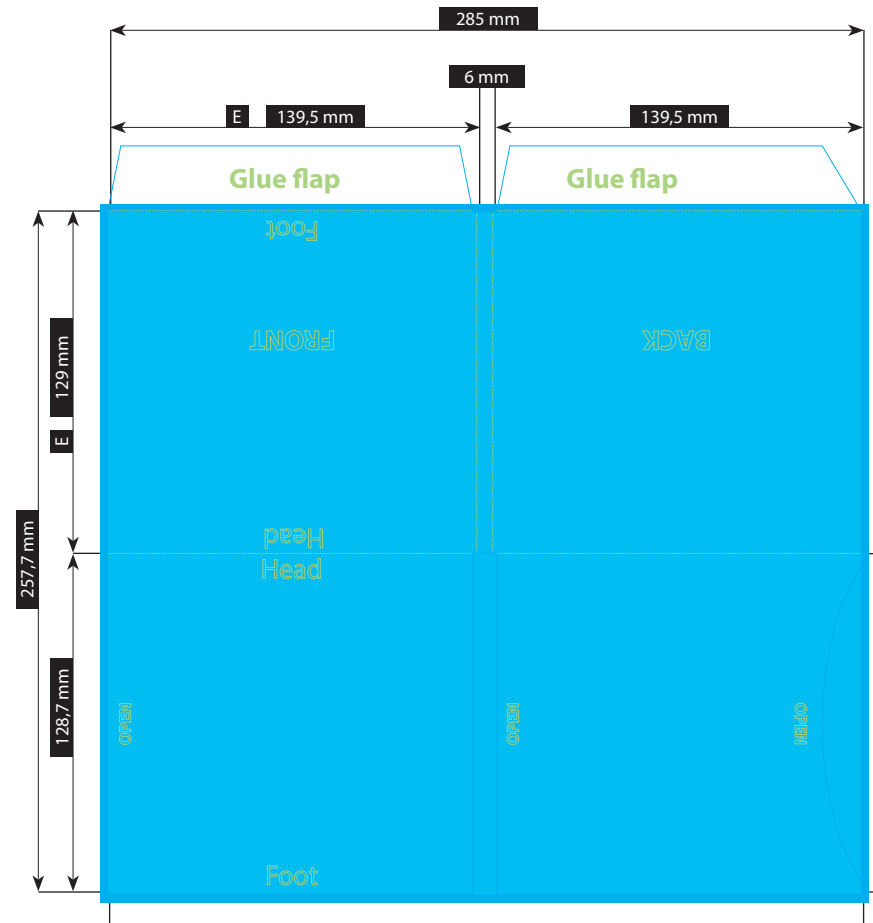 285 mm
6 mm
E 139,5 mm
139,5 mm
Glue flap
Glue flap
Foot
FRONT
BACK
129 mm
E
257,7 mm
Head
Head
128,7 mm
OPEN
OPEN
OPEN
Foot